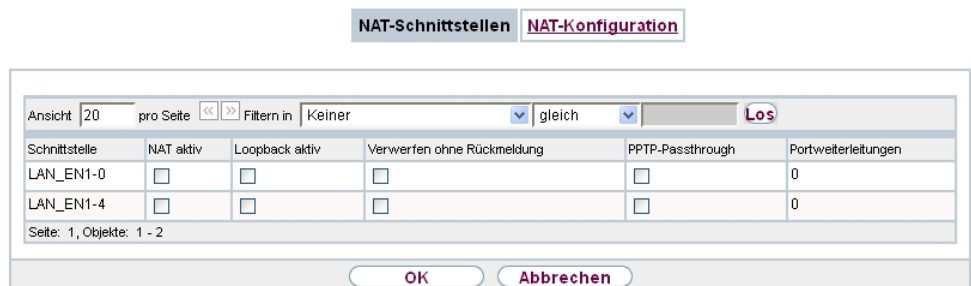 NAT-Schnittstellen NAT-Konfiguration
Ansicht 20 pro Seite << >> Filtern in Keiner gleich Los
Schnittstelle NAT aktiv Loopback aktiv Verwerfen ohne Rückmeldung PPTP-Passthrough Portweiterleitungen
LAN_EN1-0 0
LAN_EN1-4 0
Seite: 1, Objekte: 1 - 2
OK Abbrechen